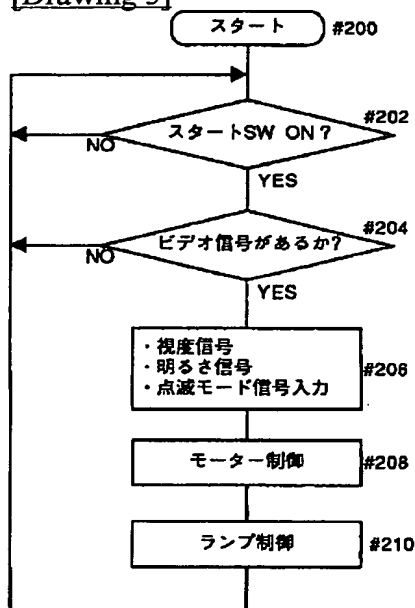 [Drawing 5]
スタート #200
スタートSW ON？ #202
NO
YES
#204
ビデオ信号があるか?
NO
YES
・視度信号
・明るさ信号
・点滅モード信号入力
#206
モーター制御 #208
ランプ制御 #210